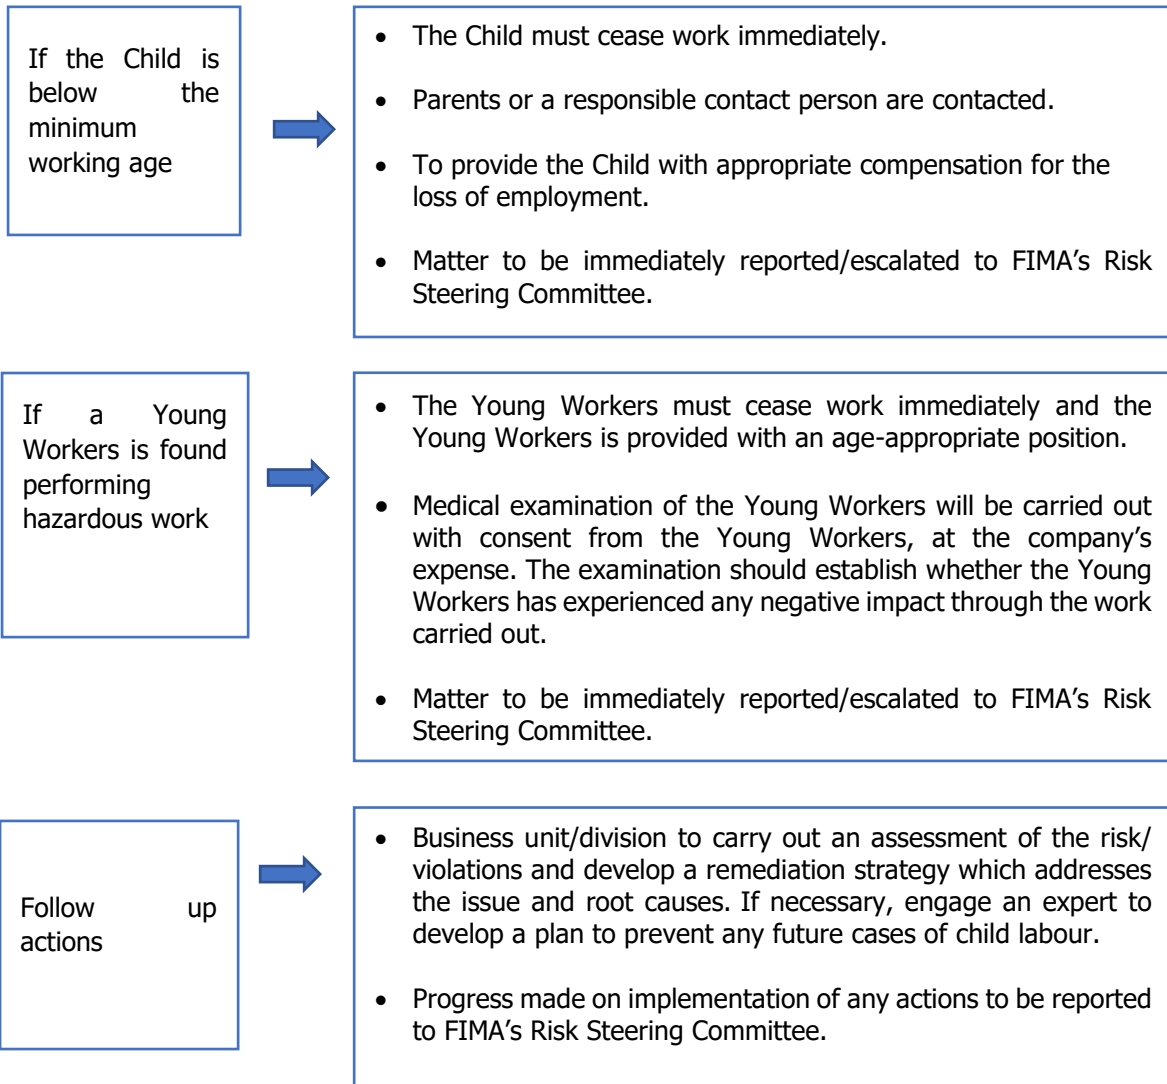 If the Child is
below the
minimum
working age
• The Child must cease work immediately.
• Parents or a responsible contact person are contacted.
• To provide the Child with appropriate compensation for the
loss of employment.
• Matter to be immediately reported/escalated to FIMA’s Risk
Steering Committee.
If a Young
Workers is found
performing
hazardous work
• The Young Workers must cease work immediately and the
Young Workers is provided with an age-appropriate position.
• Medical examination of the Young Workers will be carried out
with consent from the Young Workers, at the company’s
expense. The examination should establish whether the Young
Workers has experienced any negative impact through the work
carried out.
• Matter to be immediately reported/escalated to FIMA’s Risk
Steering Committee.
Follow up
actions
• Business unit/division to carry out an assessment of the risk/
violations and develop a remediation strategy which addresses
the issue and root causes. If necessary, engage an expert to
develop a plan to prevent any future cases of child labour.
• Progress made on implementation of any actions to be reported
to FIMA’s Risk Steering Committee.